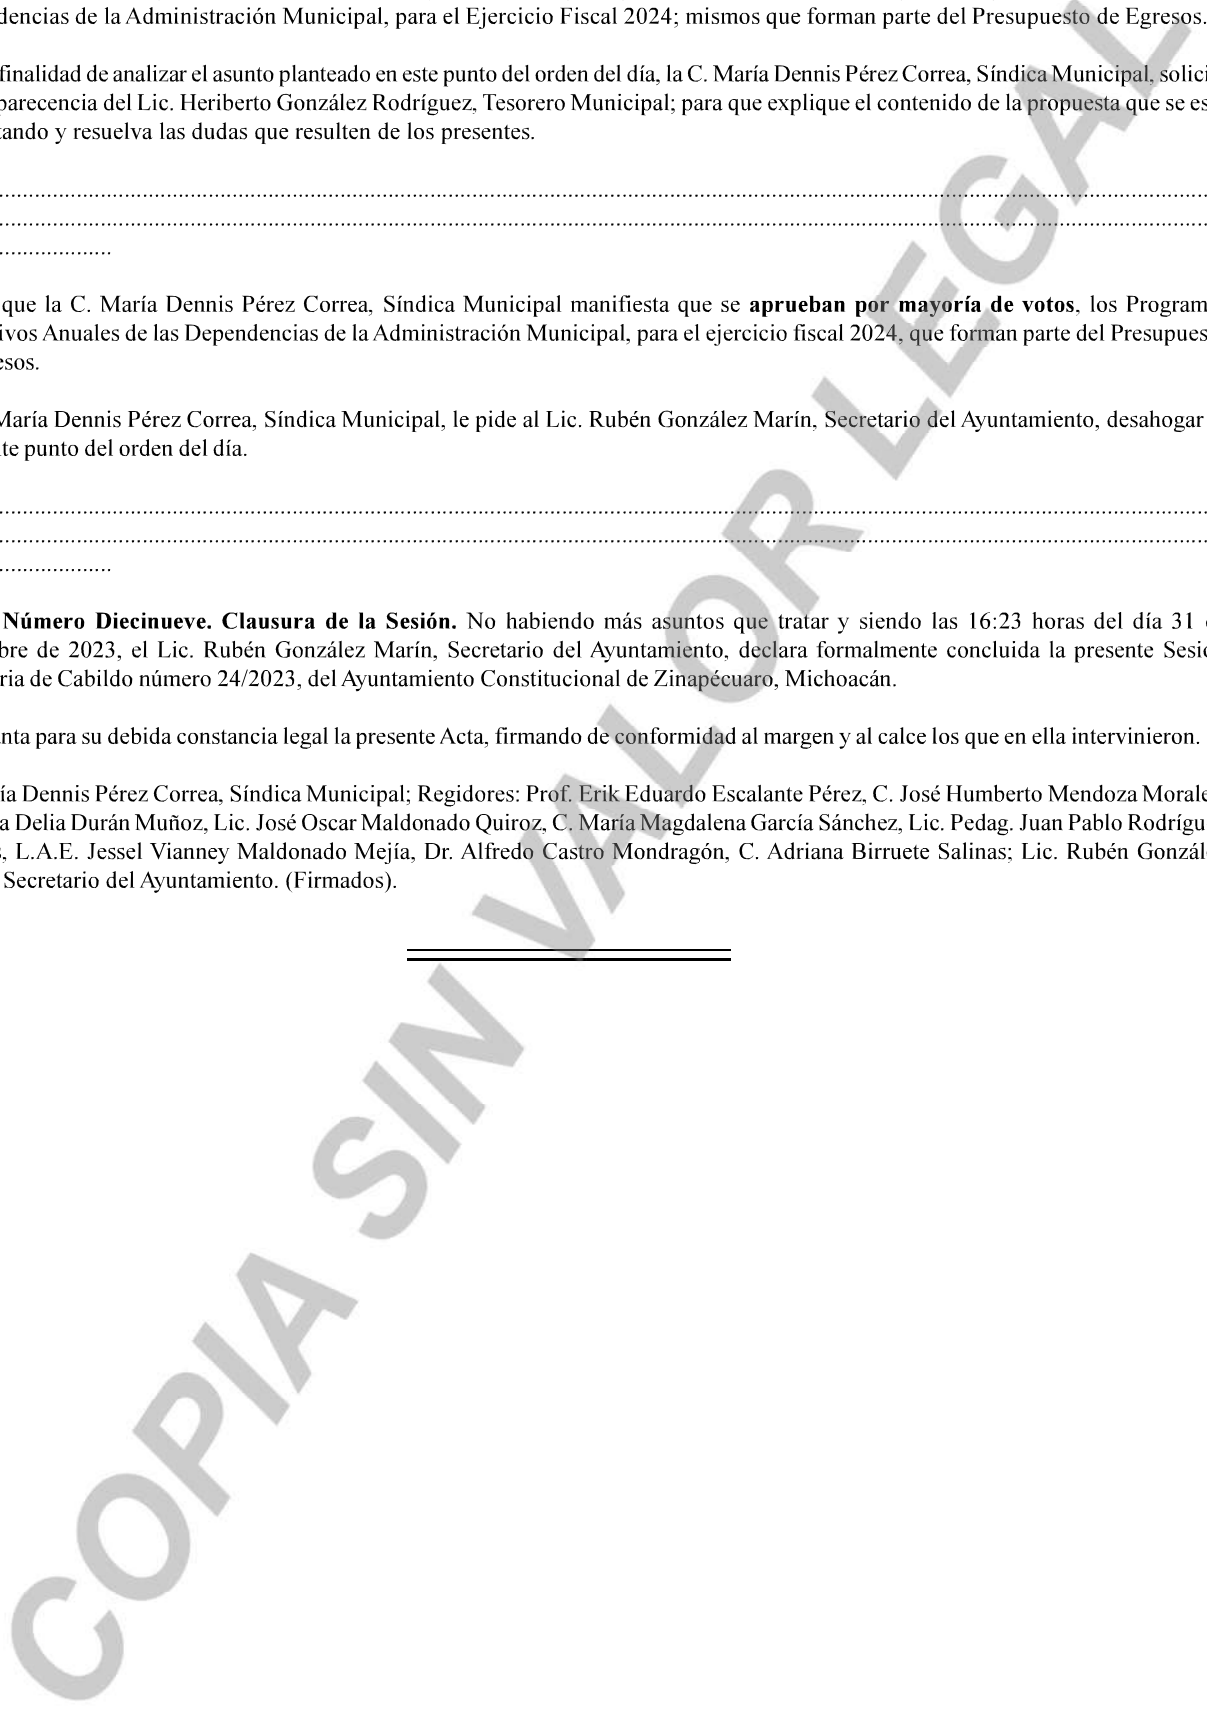 dencias de la Administración Municipal, para el Ejercicio Fiscal 2024; mismos que forman parte del Presupuesto de Egresos.
finalidad de analizar el asunto planteado en este punto del orden del día, la C. María Dennis Pérez Correa, Síndica Municipal, solici
parecencia del Lic. Heriberto González Rodríguez, Tesorero Municipal; para que explique el contenido de la propuesta que se es
tando y resuelva las dudas que resulten de los presentes.
que la C. María Dennis Pérez Correa, Síndica Municipal manifiesta que se aprueban por mayoría de votos, los Program
ivos Anuales de las Dependencias de la Administración Municipal, para el ejercicio fiscal 2024, que forman parte del Presupues
esos.
María Dennis Pérez Correa, Síndica Municipal, le pide al Lic. Rubén González Marín, Secretario del Ayuntamiento, desahogar
te punto del orden del día.
Número Diecinueve. Clausura de la Sesión. No habiendo más asuntos que tratar y siendo las 16:23 horas del día 31
bre de 2023, el Lic. Rubén González Marín, Secretario del Ayuntamiento, declara formalmente concluida la presente Sesió
ria de Cabildo número 24/2023, del Ayuntamiento Constitucional de Zinapécuaro, Michoacán.
nta para su debida constancia legal la presente Acta, firmando de conformidad al margen y al calce los que en ella intervinieron.
ía Dennis Pérez Correa, Síndica Municipal; Regidores: Prof. Erik Eduardo Escalante Pérez, C. José Humberto Mendoza Morale
a Delia Durán Muñoz, Lic. José Oscar Maldonado Quiroz, C. María Magdalena García Sánchez, Lic. Pedag. Juan Pablo Rodrígu
s, L.A.E. Jessel Vianney Maldonado Mejía, Dr. Alfredo Castro Mondragón, C. Adriana Birruete Salinas; Lic. Rubén Gonzál
Secretario del Ayuntamiento. (Firmados).
COPIA SIN VALOR LEGAL